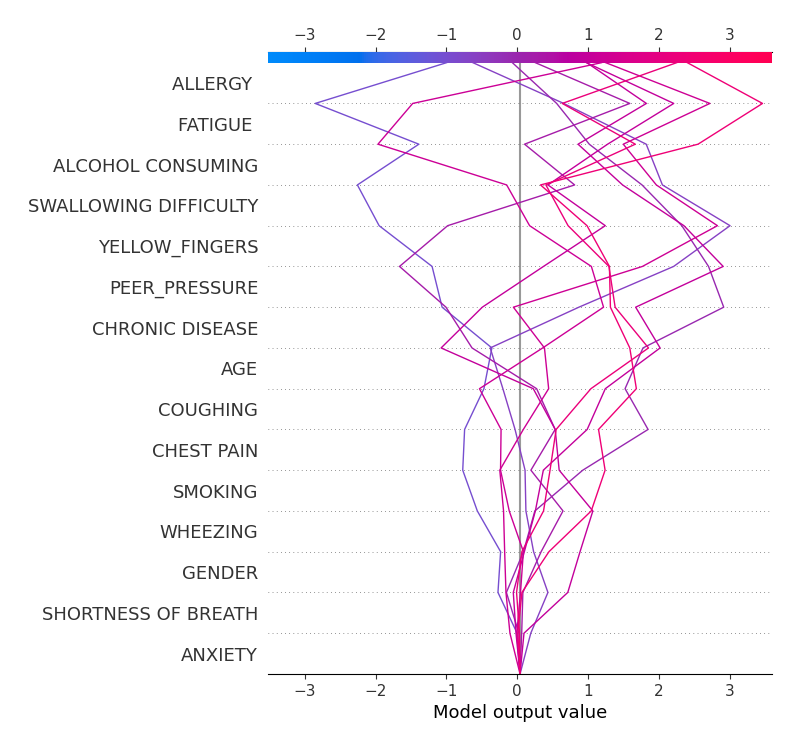 −3 −2 −1 0 1 2 3
ALLERGY
FATIGUE
ALCOHOL CONSUMING
SWALLOWING DIFFICULTY
YELLOW_FINGERS
PEER_PRESSURE
CHRONIC DISEASE
AGE
COUGHING
CHEST PAIN
SMOKING
WHEEZING
GENDER
SHORTNESS OF BREATH
ANXIETY
−3 −2 −1 0 1 2 3
Model output value